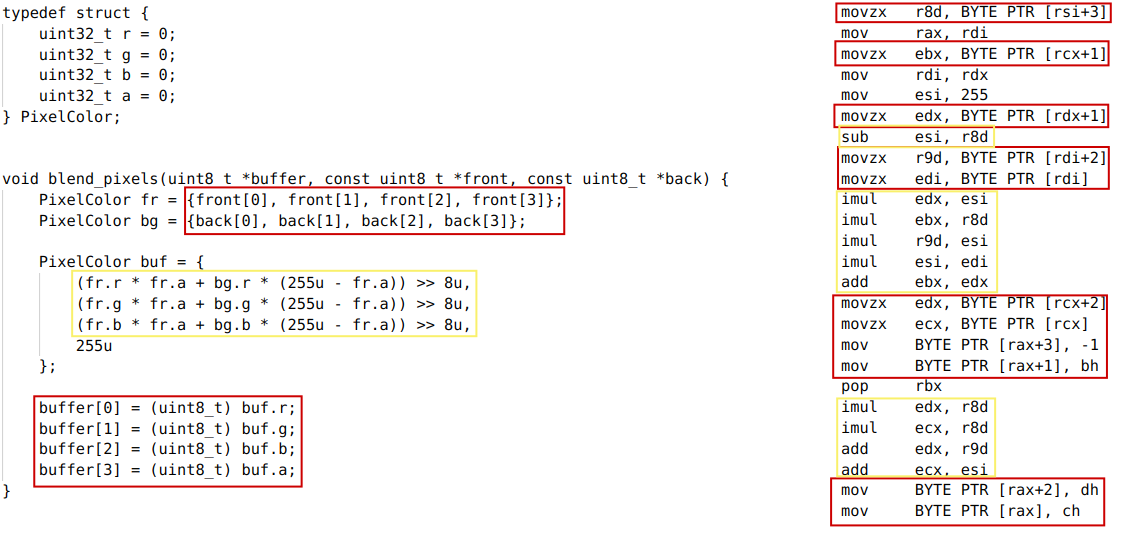 typedef struct {
    uint32_t r = 0;
    uint32_t g = 0;
    uint32_t b = 0;
    uint32_t a = 0;
} PixelColor;
void blend_pixels(uint8_t *buffer, const uint8_t *front, const uint8_t *back) {
    PixelColor fr = {front[0], front[1], front[2], front[3]};
    PixelColor bg = {back[0], back[1], back[2], back[3]};
    PixelColor buf = {
        (fr.r * fr.a + bg.r * (255u - fr.a)) >> 8u,
        (fr.g * fr.a + bg.g * (255u - fr.a)) >> 8u,
        (fr.b * fr.a + bg.b * (255u - fr.a)) >> 8u,
        255u
    };
    buffer[0] = (uint8_t) buf.r;
    buffer[1] = (uint8_t) buf.g;
    buffer[2] = (uint8_t) buf.b;
    buffer[3] = (uint8_t) buf.a;
}
movzx   r8d, BYTE PTR [rsi+3]
mov     rax, rdi
movzx   ebx, BYTE PTR [rcx+1]
mov     rdi, rdx
mov     esi, 255
movzx   edx, BYTE PTR [rdx+1]
sub     esi, r8d
movzx   r9d, BYTE PTR [rdi+2]
movzx   edi, BYTE PTR [rdi]
imul    edx, esi
imul    ebx, r8d
imul    r9d, esi
imul    esi, edi
add     ebx, edx
movzx   edx, BYTE PTR [rcx+2]
movzx   ecx, BYTE PTR [rcx]
mov     BYTE PTR [rax+3], -1
mov     BYTE PTR [rax+1], bh
pop     rbx
imul    edx, r8d
imul    ecx, r8d
add     edx, r9d
add     ecx, esi
mov     BYTE PTR [rax+2], dh
mov     BYTE PTR [rax], ch